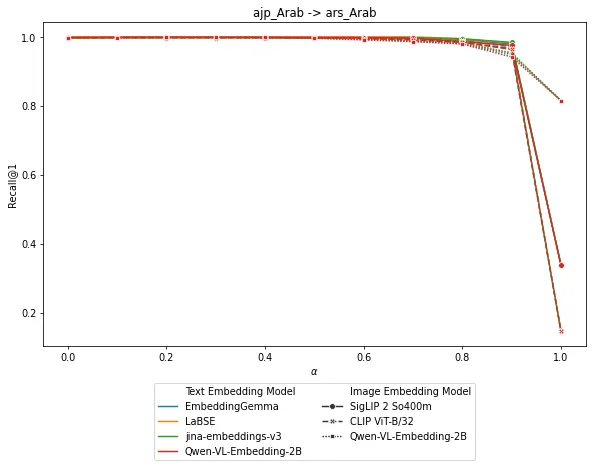 ajp_Arab -> ars_Arab
Recall@1
1.0
0.8
0.6
0.4
0.2
0.0 0.2 0.4 0.6 0.8 1.0
α
Text Embedding Model Image Embedding Model
EmbeddingGemma SigLIP 2 So400m
LaBSE CLIP ViT-B/32
jina-embeddings-v3 Qwen-VL-Embedding-2B
Qwen-VL-Embedding-2B